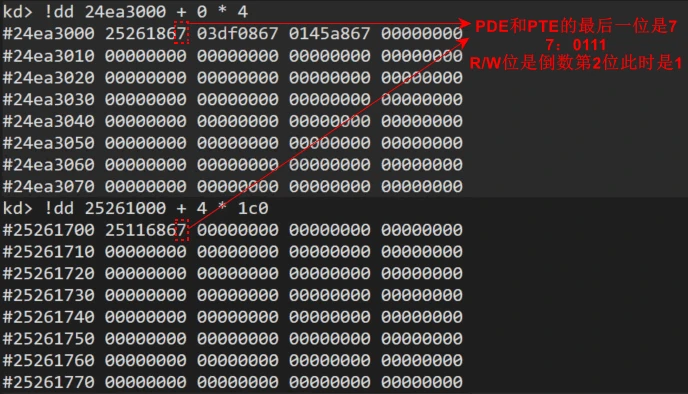 kd> !dd 24ea3000 + 0 * 4
#24ea3000 25261867 03df0867 0145a867 00000000
#24ea3010 00000000 00000000 00000000 00000000
#24ea3020 00000000 00000000 00000000 00000000
#24ea3030 00000000 00000000 00000000 00000000
#24ea3040 00000000 00000000 00000000 00000000
#24ea3050 00000000 00000000 00000000 00000000
#24ea3060 00000000 00000000 00000000 00000000
#24ea3070 00000000 00000000 00000000 00000000
PDE和PTE的最后一位是7
7：0111
R/W位是倒数第2位此时是1
kd> !dd 25261000 + 4 * 1c0
#25261700 25116867 00000000 00000000 00000000
#25261710 00000000 00000000 00000000 00000000
#25261720 00000000 00000000 00000000 00000000
#25261730 00000000 00000000 00000000 00000000
#25261740 00000000 00000000 00000000 00000000
#25261750 00000000 00000000 00000000 00000000
#25261760 00000000 00000000 00000000 00000000
#25261770 00000000 00000000 00000000 00000000